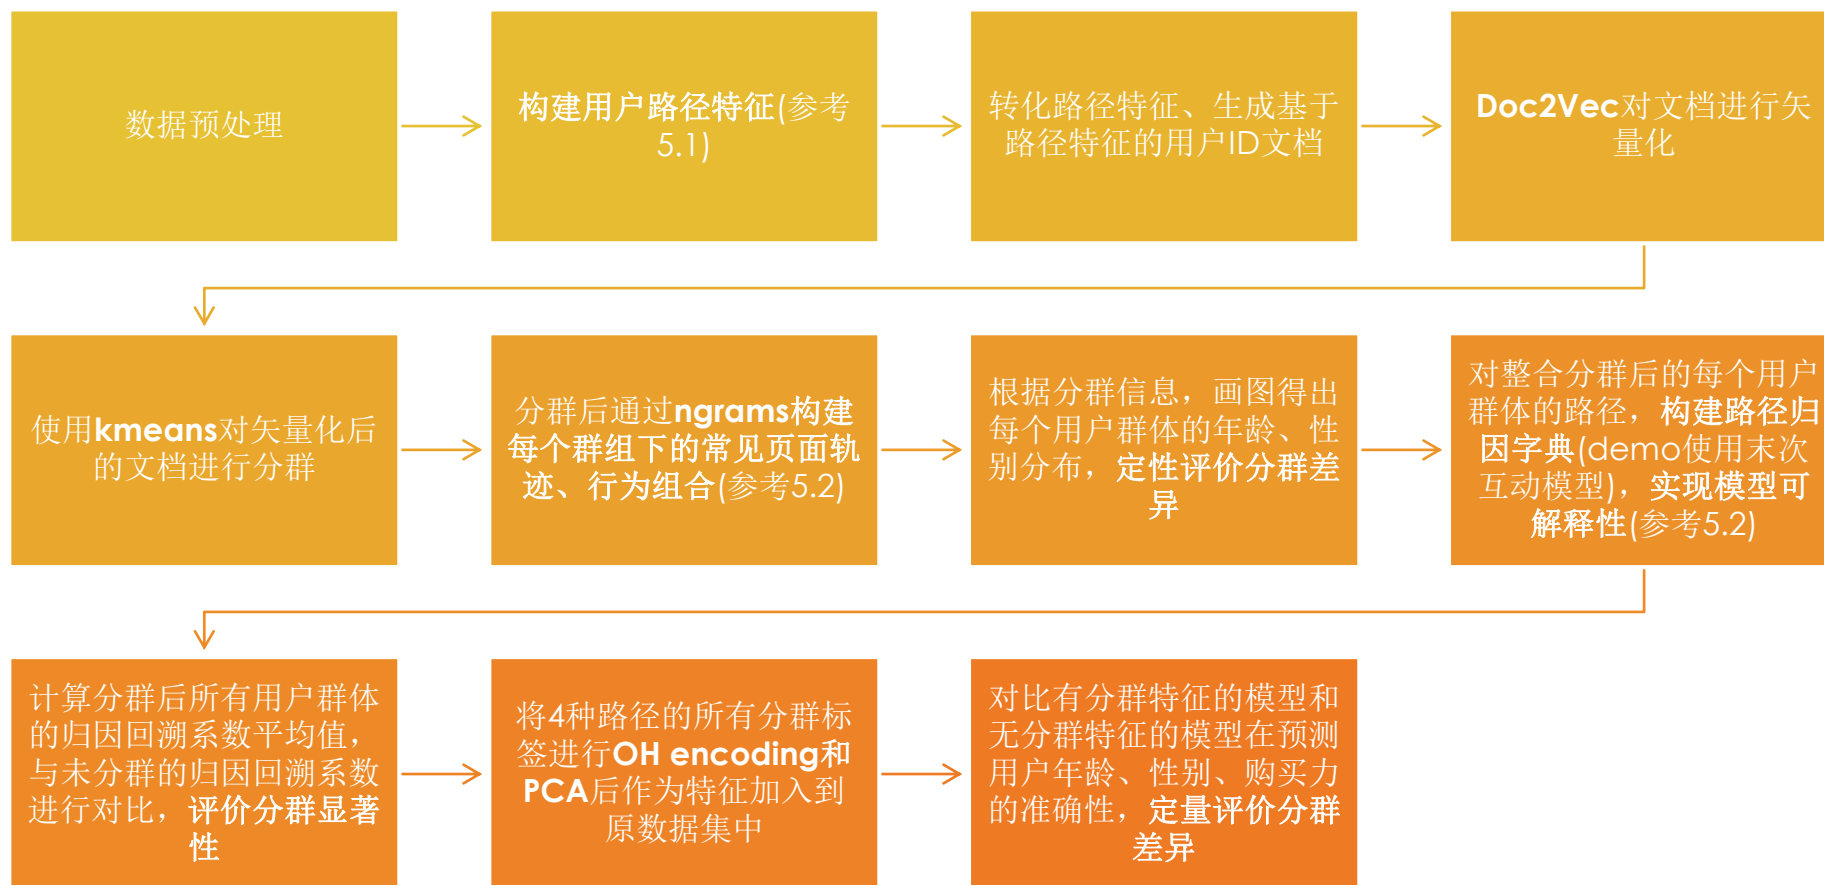 数据预处理
构建用户路径特征(参考
5.1)
转化路径特征、生成基于
路径特征的用户ID文档
Doc2Vec对文档进行矢
量化
使用kmeans对矢量化后
的文档进行分群
分群后通过ngrams构建
每个群组下的常见页面轨
迹、行为组合(参考5.2)
根据分群信息，画图得出
每个用户群体的年龄、性
别分布，定性评价分群差
异
对整合分群后的每个用户
群体的路径，构建路径归
因字典(demo使用末次
互动模型)，实现模型可
解释性(参考5.2)
计算分群后所有用户群体
的归因回溯系数平均值，
与未分群的归因回溯系数
进行对比，评价分群显著
性
将4种路径的所有分群标
签进行OH encoding和
PCA后作为特征加入到
原数据集中
对比有分群特征的模型和
无分群特征的模型在预测
用户年龄、性别、购买力
的准确性，定量评价分群
差异